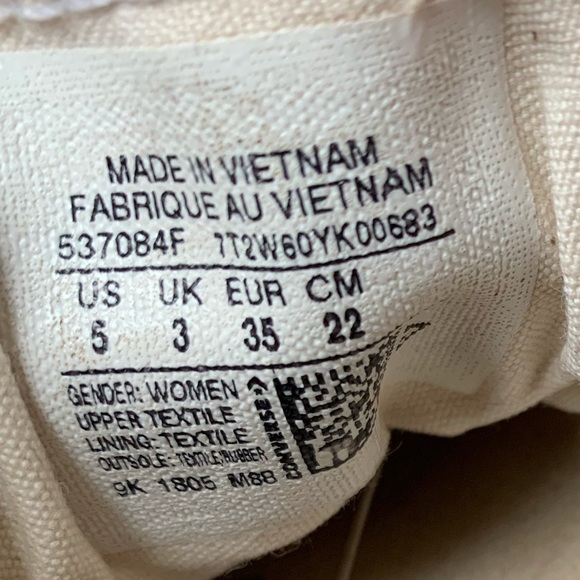 MADE IN VIETNAM
FABRIQUE AU VIETNAM
537084F 1T2W60YK00683
US UK EUR CM
5 3 35 22
GENDER: WOMEN
UPPER TEXTILE
LINING: TEXTILE
OUTSOLE: TEXTILE/RUBBER
9K 1805 M88
CONVERSE